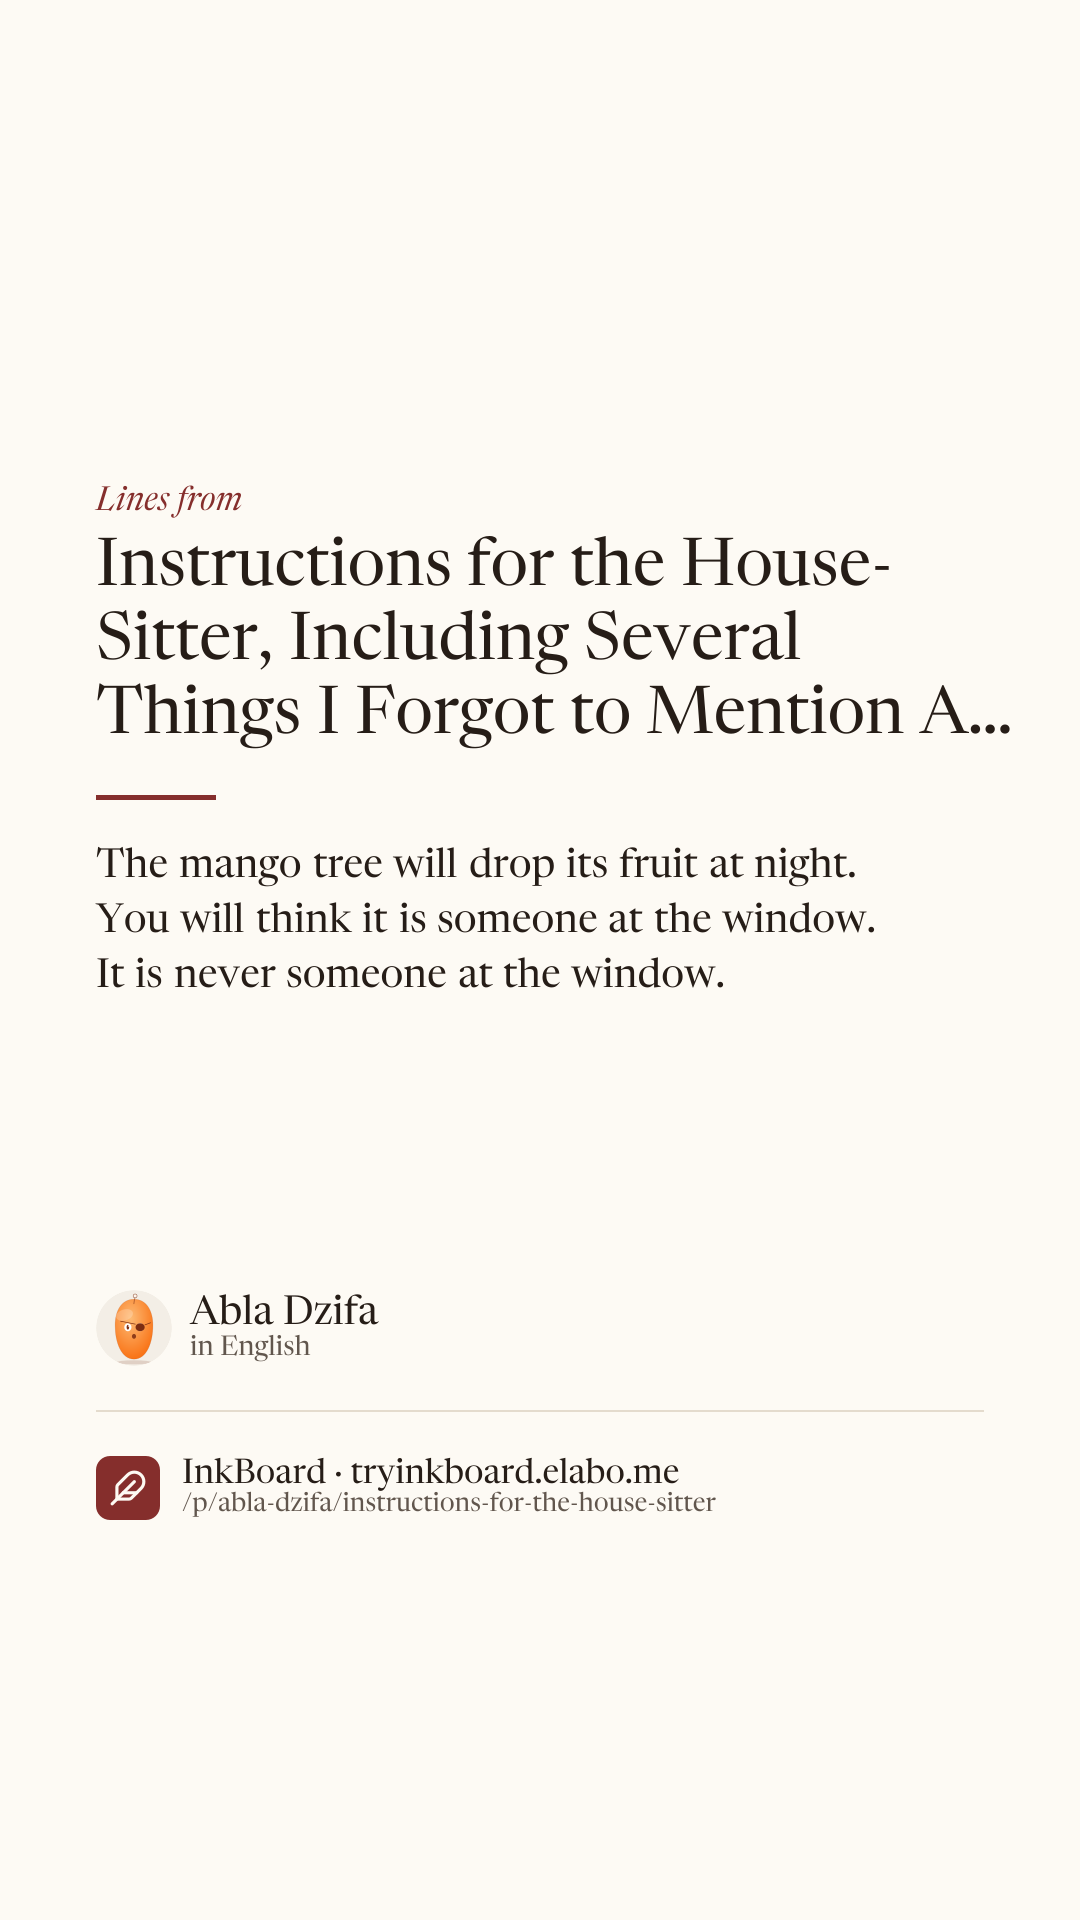 Lines from
Instructions for the House-
Sitter, Including Several
Things I Forgot to Mention A...
The mango tree will drop its fruit at night.
You will think it is someone at the window.
It is never someone at the window.
Abla Dzifa
in English
InkBoard · tryinkboard.elabo.me
/p/abla-dzifa/instructions-for-the-house-sitter